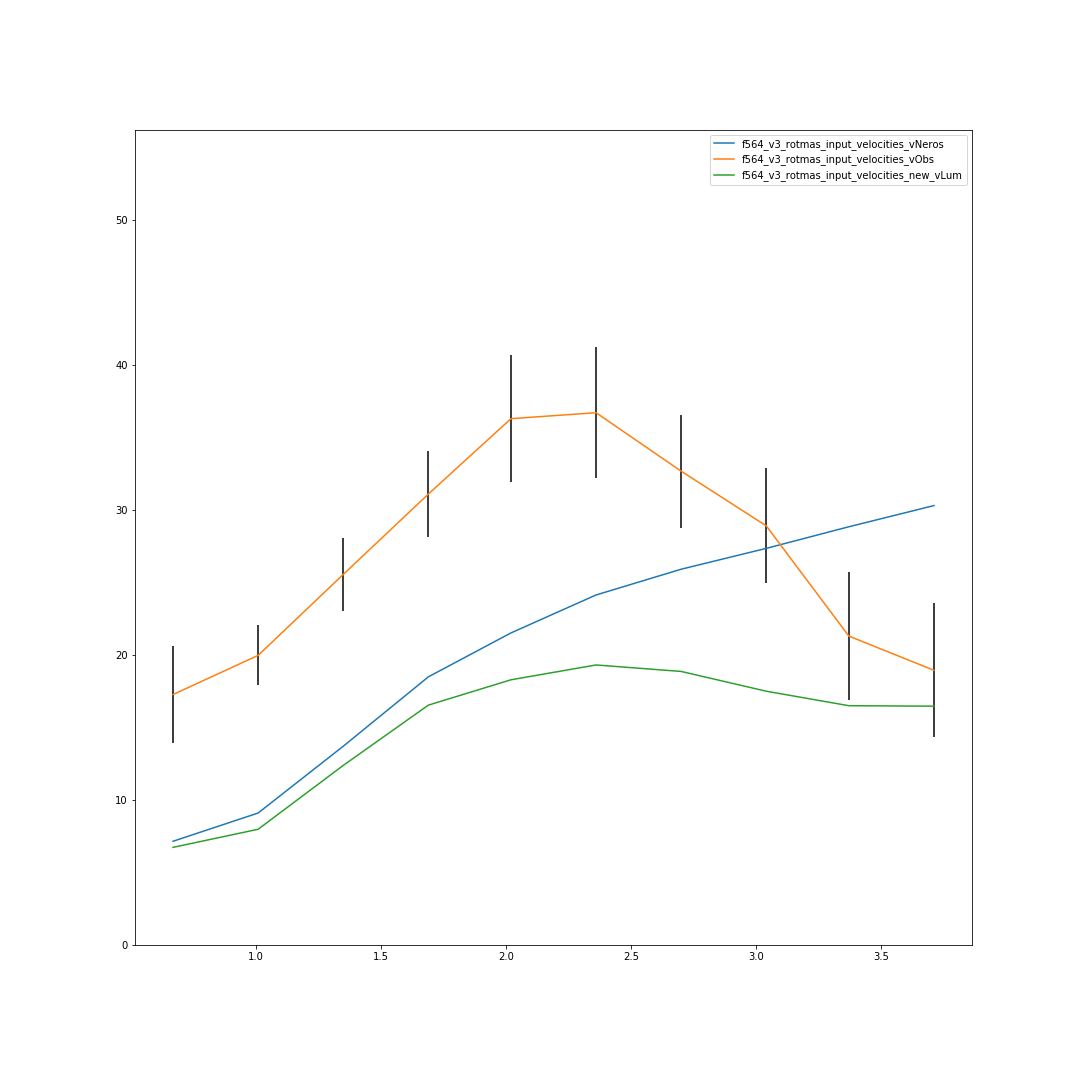 f564_v3_rotmas_input_velocities_vNeros
f564_v3_rotmas_input_velocities_vObs
f564_v3_rotmas_input_velocities_new_vLum
50
40
30
20
10
0
1.0 1.5 2.0 2.5 3.0 3.5